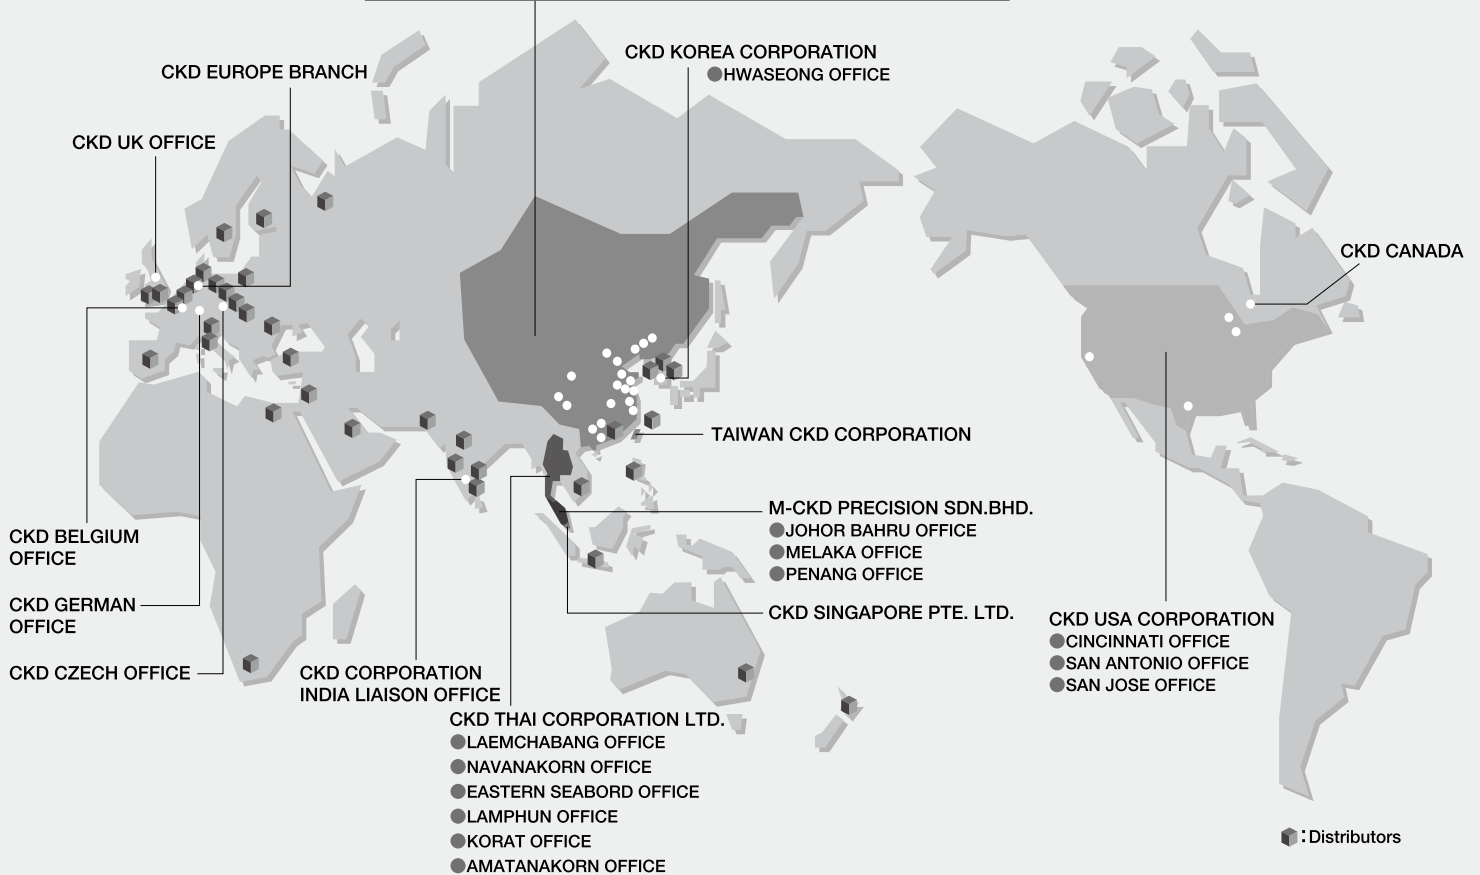 CKD KOREA CORPORATION
●HWASEONG OFFICE
CKD EUROPE BRANCH
CKD UK OFFICE
CKD CANADA
TAIWAN CKD CORPORATION
M-CKD PRECISION SDN.BHD.
●JOHOR BAHRU OFFICE
●MELAKA OFFICE
●PENANG OFFICE
CKD SINGAPORE PTE. LTD.
CKD BELGIUM
OFFICE
CKD GERMAN
OFFICE
CKD CZECH OFFICE
CKD CORPORATION
INDIA LIAISON OFFICE
CKD THAI CORPORATION LTD.
●LAEMCHABANG OFFICE
●NAVANAKORN OFFICE
●EASTERN SEABORD OFFICE
●LAMPHUN OFFICE
●KORAT OFFICE
●AMATANAKORN OFFICE
CKD USA CORPORATION
●CINCINNATI OFFICE
●SAN ANTONIO OFFICE
●SAN JOSE OFFICE
: Distributors